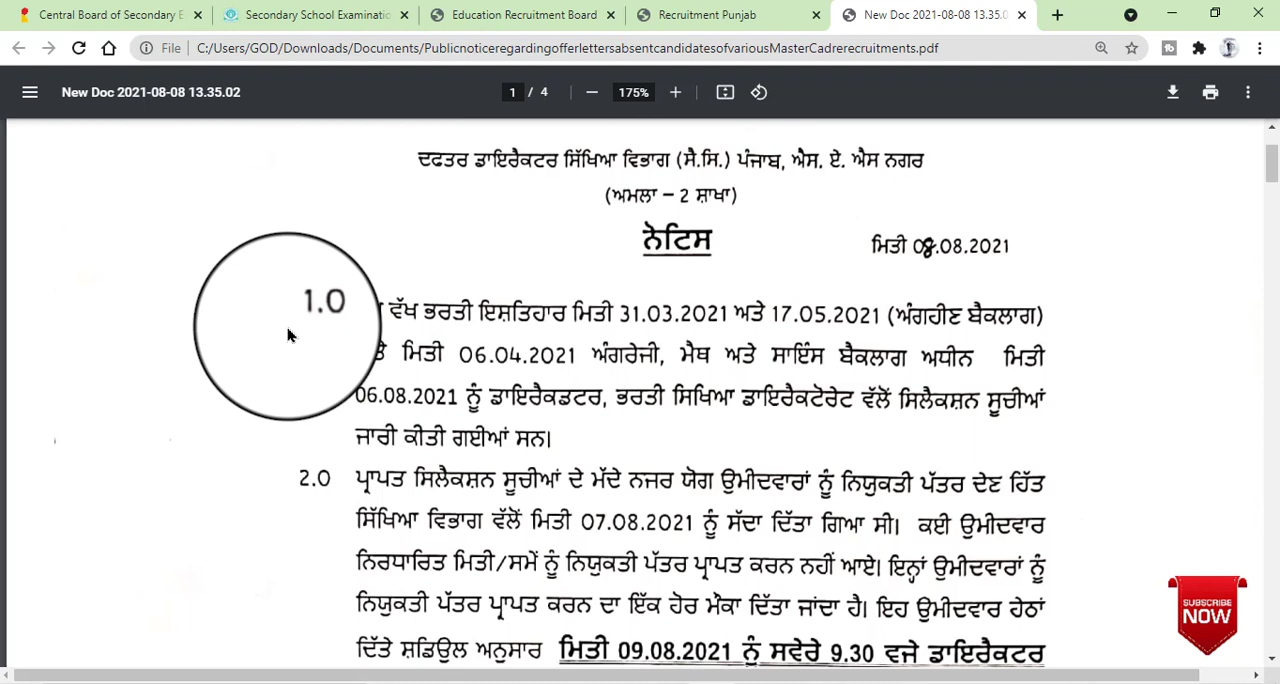 Central Board of Secondary E
Secondary School Examinatio
Education Recruitment Board
Recruitment Punjab
New Doc 2021-08-08 13.35.0
File
C:/Users/GOD/Downloads/Documents/PublicnoticeregardingofferlettersabsentcandidatesofvariousMasterCadrerecruitments.pdf
New Doc 2021-08-08 13.35.02
1 / 4
175%
ਦਫਤਰ ਡਾਇਰੈਕਟਰ ਸਿੱਖਿਆ ਵਿਭਾਗ (ਸੈ.ਸਿ.) ਪੰਜਾਬ, ਐਸ. ਏ. ਐਸ ਨਗਰ
(ਅਮਲਾ – 2 ਸ਼ਾਖਾ)
ਨੋਟਿਸ
ਮਿਤੀ 08.08.2021
1.0 ਵੱਖ ਭਰਤੀ ਇਸ਼ਤਿਹਾਰ ਮਿਤੀ 31.03.2021 ਅਤੇ 17.05.2021 (ਅੰਗਹੀਣ ਬੈਕਲਾਗ)
ਮਿਤੀ 06.04.2021 ਅੰਗਰੇਜੀ, ਮੈਥ ਅਤੇ ਸਾਇੰਸ ਬੈਕਲਾਗ ਅਧੀਨ ਮਿਤੀ
06.08.2021 ਨੂੰ ਡਾਇਰੈਕਡਟਰ, ਭਰਤੀ ਸਿਖਿਆ ਡਾਇਰੈਕਟੋਰੇਟ ਵੱਲੋਂ ਸਿਲੈਕਸ਼ਨ ਸੂਚੀਆਂ
ਜਾਰੀ ਕੀਤੀ ਗਈਆਂ ਸਨ।
2.0 ਪ੍ਰਾਪਤ ਸਿਲੈਕਸ਼ਨ ਸੂਚੀਆਂ ਦੇ ਮੱਦੇ ਨਜਰ ਯੋਗ ਉਮੀਦਵਾਰਾਂ ਨੂੰ ਨਿਯੁਕਤੀ ਪੱਤਰ ਦੇਣ ਹਿੱਤ
ਸਿੱਖਿਆ ਵਿਭਾਗ ਵੱਲੋਂ ਮਿਤੀ 07.08.2021 ਨੂੰ ਸੱਦਾ ਦਿੱਤਾ ਗਿਆ ਸੀ। ਕਈ ਉਮੀਦਵਾਰ
ਨਿਰਧਾਰਿਤ ਮਿਤੀ/ਸਮੇਂ ਨੂੰ ਨਿਯੁਕਤੀ ਪੱਤਰ ਪ੍ਰਾਪਤ ਕਰਨ ਨਹੀਂ ਆਏ। ਇਨ੍ਹਾਂ ਉਮੀਦਵਾਰਾਂ ਨੂੰ
ਨਿਯੁਕਤੀ ਪੱਤਰ ਪ੍ਰਾਪਤ ਕਰਨ ਦਾ ਇੱਕ ਹੋਰ ਮੌਕਾ ਦਿੱਤਾ ਜਾਂਦਾ ਹੈ। ਇਹ ਉਮੀਦਵਾਰ ਹੇਠਾਂ
ਦਿੱਤੇ ਸ਼ਡਿਊਲ ਅਨੁਸਾਰ ਮਿਤੀ 09.08.2021 ਨੂੰ ਸਵੇਰੇ 9.30 ਵਜੇ ਡਾਇਰੈਕਟਰ
SUBSCRIBE
NOW